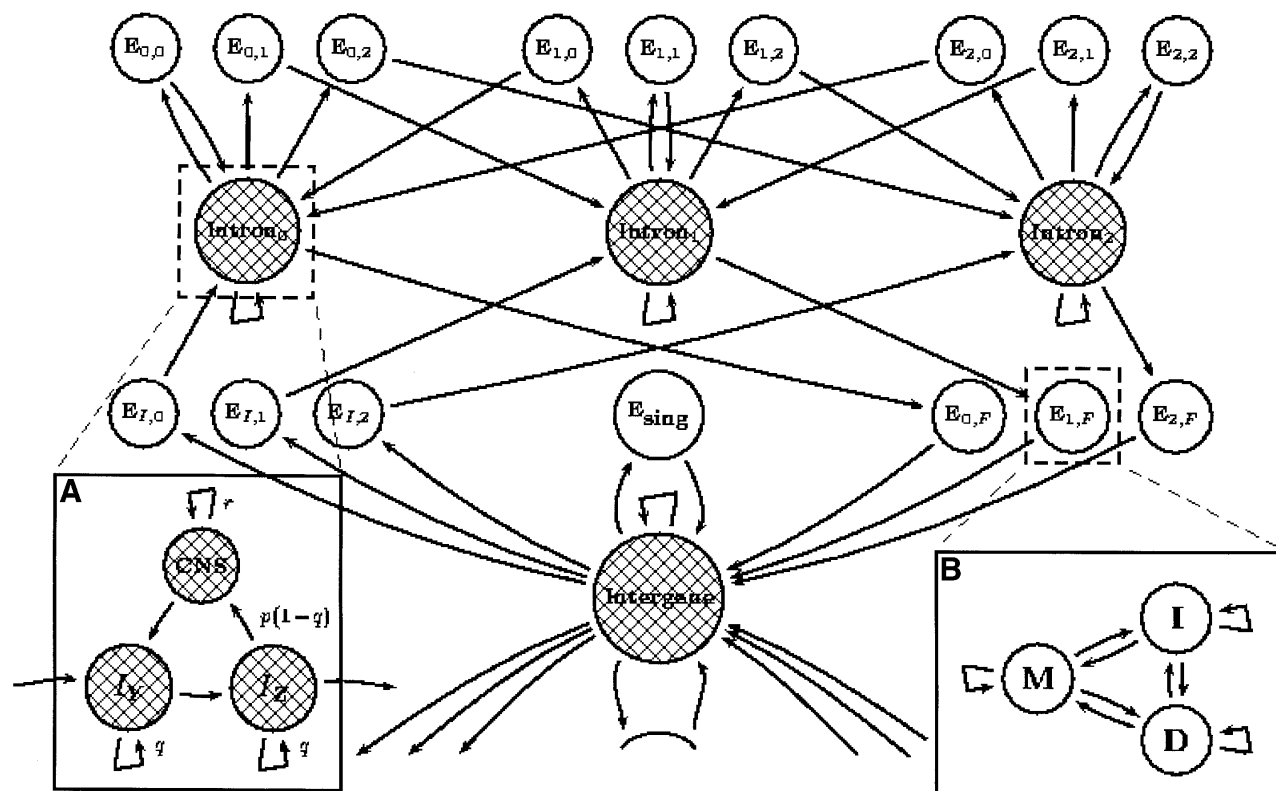 E0,0 E0,1 E0,2 E1,0 E1,1 E1,2 E2,0 E2,1 E2,2
Intron0 Intron1 Intron2
EI,0 EI,1 EI,2 Esing E0,F E1,F E2,F
A
r
CNS
p(1−q)
IY IZ
q q
Intergene
B
I
M
D